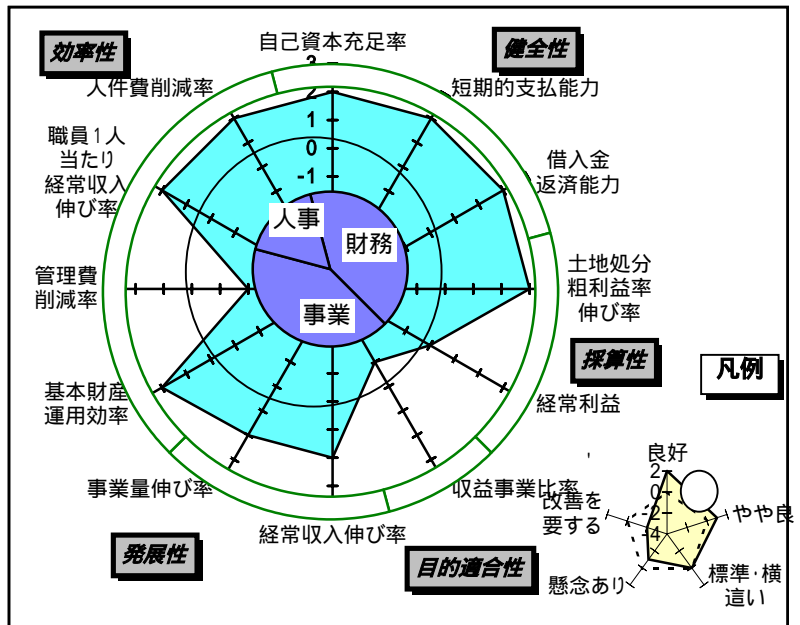 効率性
自己資本充足率
健全性
人件費削減率
短期的支払能力
3
2
1
0
-1
職員1人
当たり
経常収入
伸び率
借入金
返済能力
人事
財務
事業
管理費
削減率
土地処分
粗利益率
伸び率
採算性
凡例
基本財産
運用効率
経常利益
事業量伸び率
収益事業比率
経常収入伸び率
発展性
目的適合性
良好
2
0
2
-4
改善を
要する
やや良
懸念あり
標準・横
這い